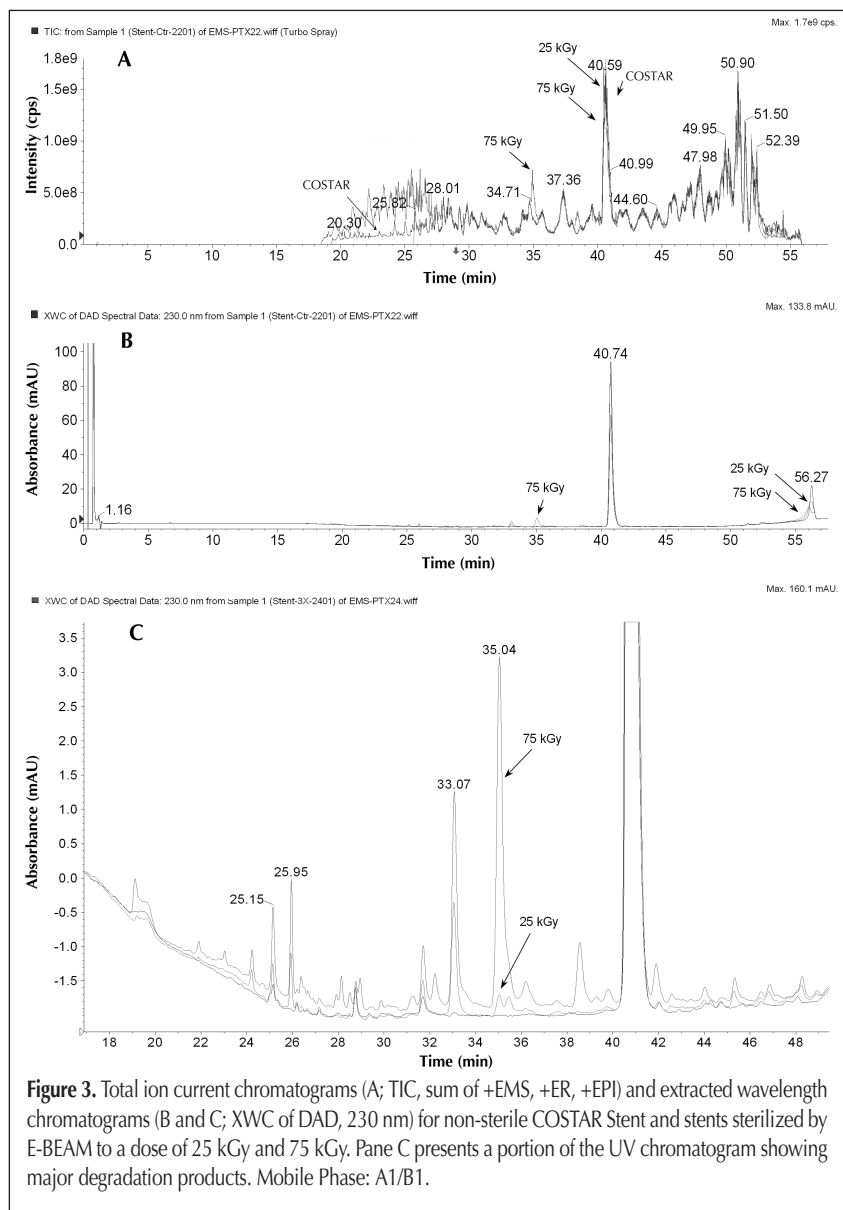 Max. 1.7e9 cps.
■ TIC: from Sample 1 (Stent-Ctr-2201) of EMS-PTX22.wiff (Turbo Spray)
A
Intensity (cps)
1.8e9
1.5e9
1.0e9
5.0e8
0.0
COSTAR
20.30
25.82
28.01
75 kGy
34.71
37.36
25 kGy
75 kGy
40.59
COSTAR
40.99
44.60
47.98
49.95
50.90
51.50
52.39
5 10 15 20 25 30 35 40 45 50 55
Time (min)
■ XWC of DAD Spectral Data: 230.0 nm from Sample 1 (Stent-Ctr-2201) of EMS-PTX22.wiff
Max. 133.8 mAU.
B
Absorbance (mAU)
100
80
60
40
20
0
1.16
75 kGy
40.74
25 kGy
75 kGy
56.27
0 5 10 15 20 25 30 35 40 45 50 55
Time (min)
■ XWC of DAD Spectral Data: 230.0 nm from Sample 1 (Stent-3X-2401) of EMS-PTX24.wiff
Max. 160.1 mAU.
C
Absorbance (mAU)
3.5
3.0
2.5
2.0
1.5
1.0
0.5
0.0
-0.5
-1.0
-1.5
25.15
25.95
33.07
35.04
75 kGy
25 kGy
18 20 22 24 26 28 30 32 34 36 38 40 42 44 46 48
Time (min)
Figure 3. Total ion current chromatograms (A; TIC, sum of +EMS, +ER, +EPI) and extracted wavelength
chromatograms (B and C; XWC of DAD, 230 nm) for non-sterile COSTAR Stent and stents sterilized by
E-BEAM to a dose of 25 kGy and 75 kGy. Pane C presents a portion of the UV chromatogram showing
major degradation products. Mobile Phase: A1/B1.